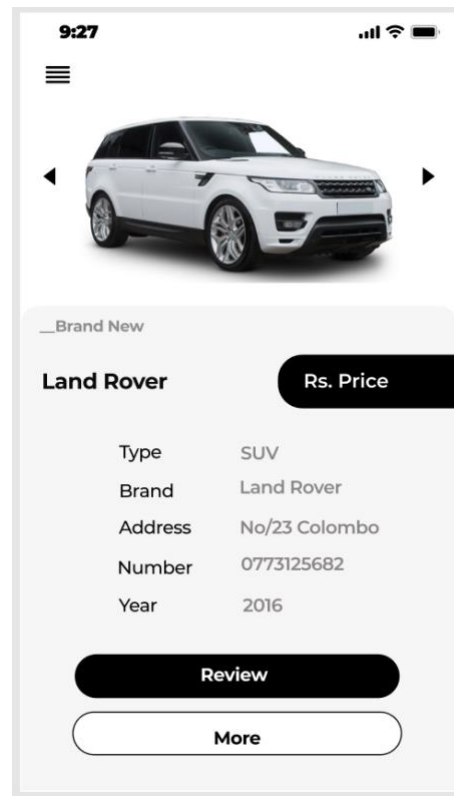 9:27
__Brand New
Land Rover
Rs. Price
Type SUV
Brand Land Rover
Address No/23 Colombo
Number 0773125682
Year 2016
Review
More